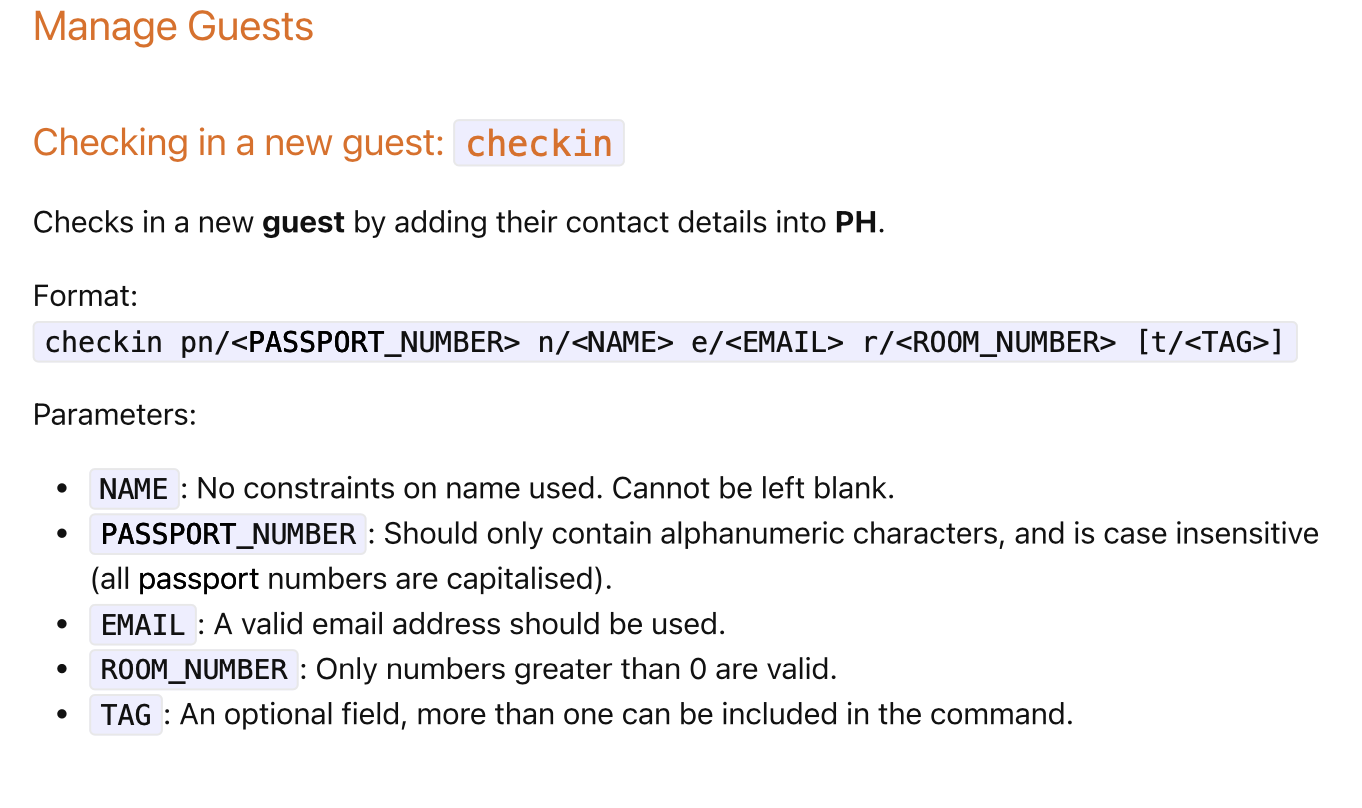 Manage Guests
Checking in a new guest: checkin
Checks in a new guest by adding their contact details into PH.
Format:
checkin pn/<PASSPORT_NUMBER> n/<NAME> e/<EMAIL> r/<ROOM_NUMBER> [t/<TAG>]
Parameters:
• NAME: No constraints on name used. Cannot be left blank.
• PASSPORT_NUMBER: Should only contain alphanumeric characters, and is case insensitive
(all passport numbers are capitalised).
• EMAIL: A valid email address should be used.
• ROOM_NUMBER: Only numbers greater than 0 are valid.
• TAG: An optional field, more than one can be included in the command.